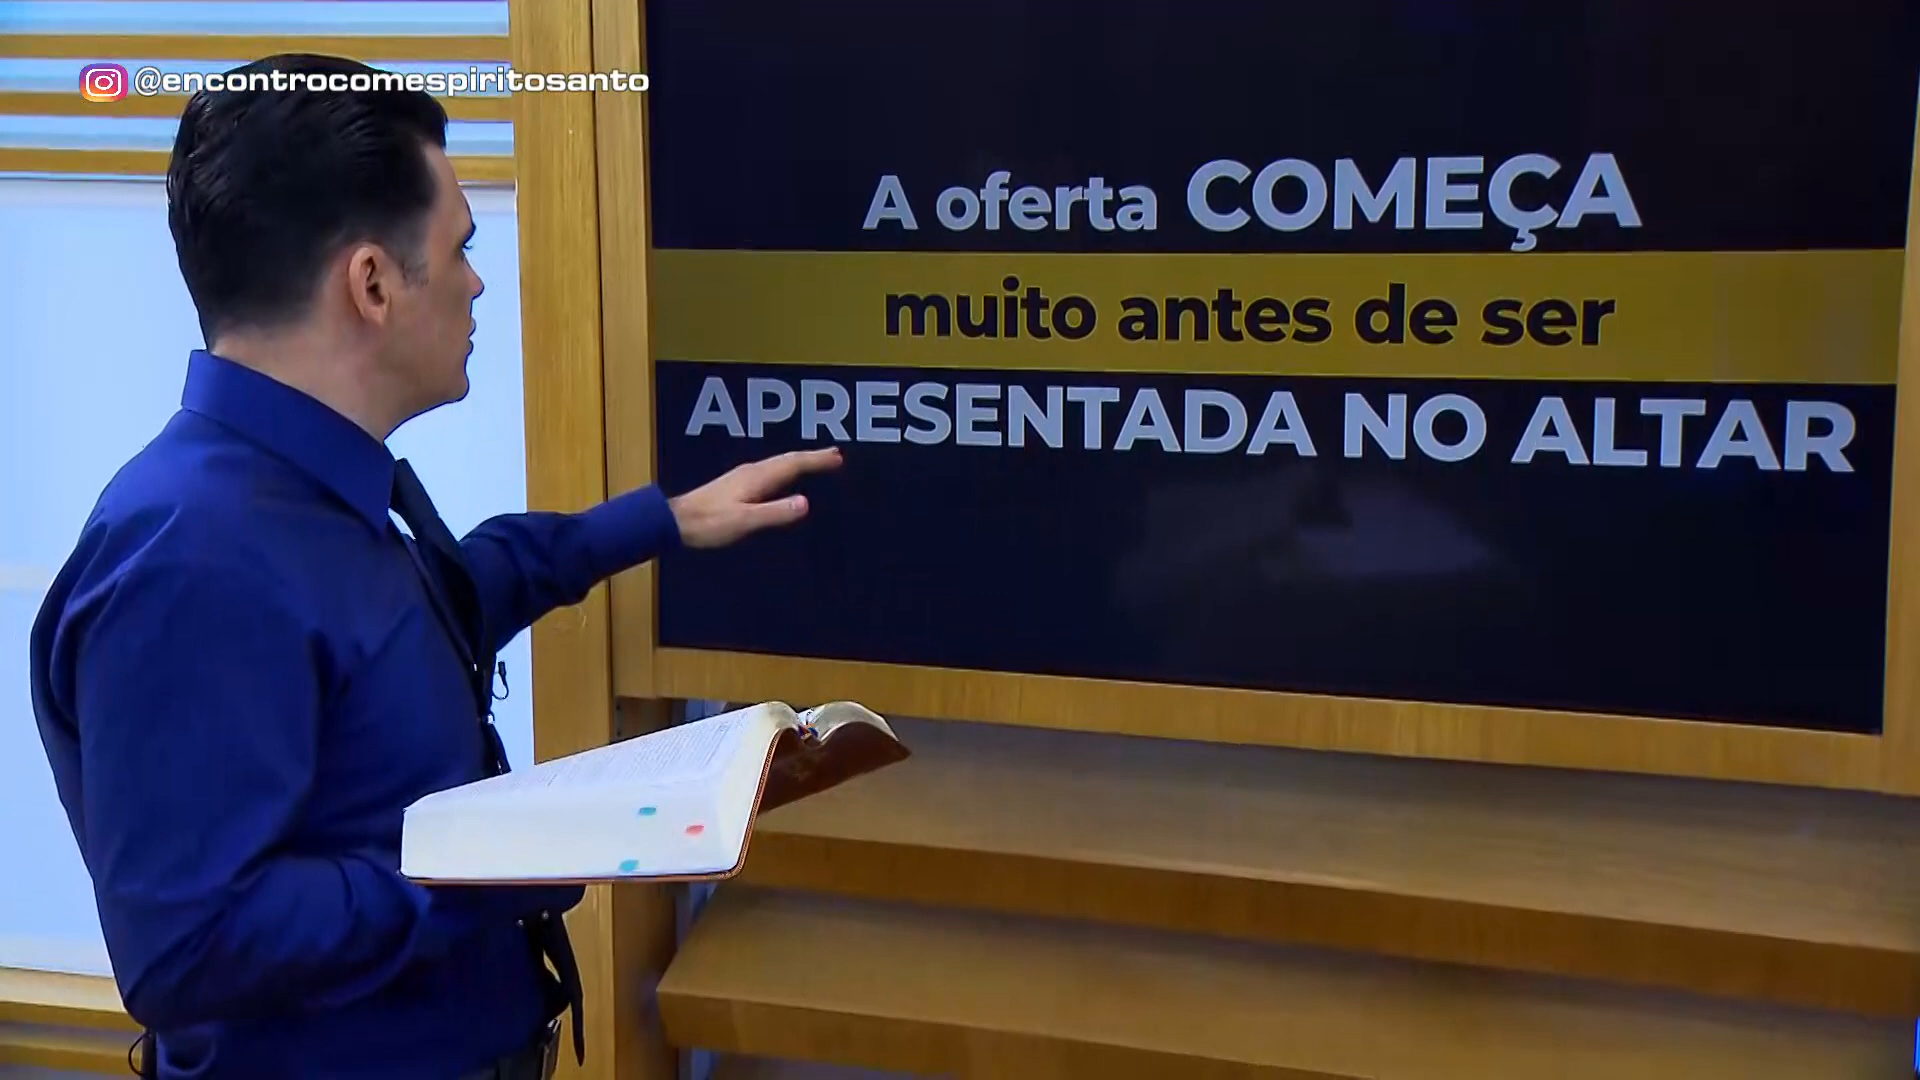 @encontrocomespiritosanto
A oferta COMEÇA
muito antes de ser
APRESENTADA NO ALTAR